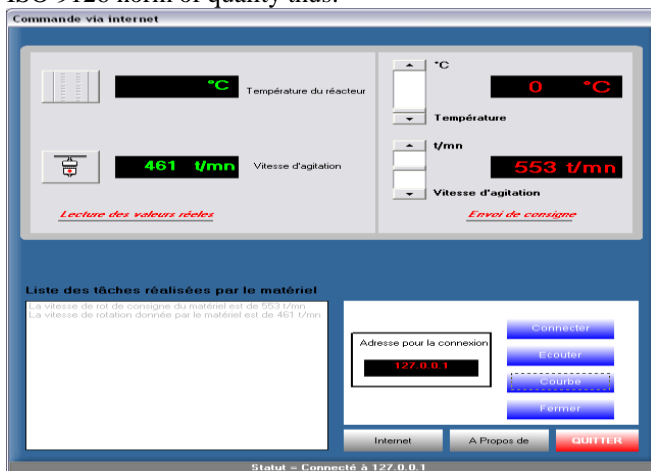 ISO 9126 norm of quality thus:
Commande via internet
°C
Température du réacteur
°C
0 °C
Température
461 t/mn
Vitesse d'agitation
t/mn
553 t/mn
Vitesse d'agitation
Lecture des valeurs réeles
Envoi de consigne
Liste des tâches réalisées par le matériel
La vitesse de rot de consigne du matériel est de 553 t/mn
La vitesse de rotation donnée par le matériel est de 461 t/mn
Adresse pour la connexion
127.0.0.1
Connecter
Ecouter
Courbe
Fermer
Internet
A Propos de
QUITTER
Statut = Connecté à 127.0.0.1